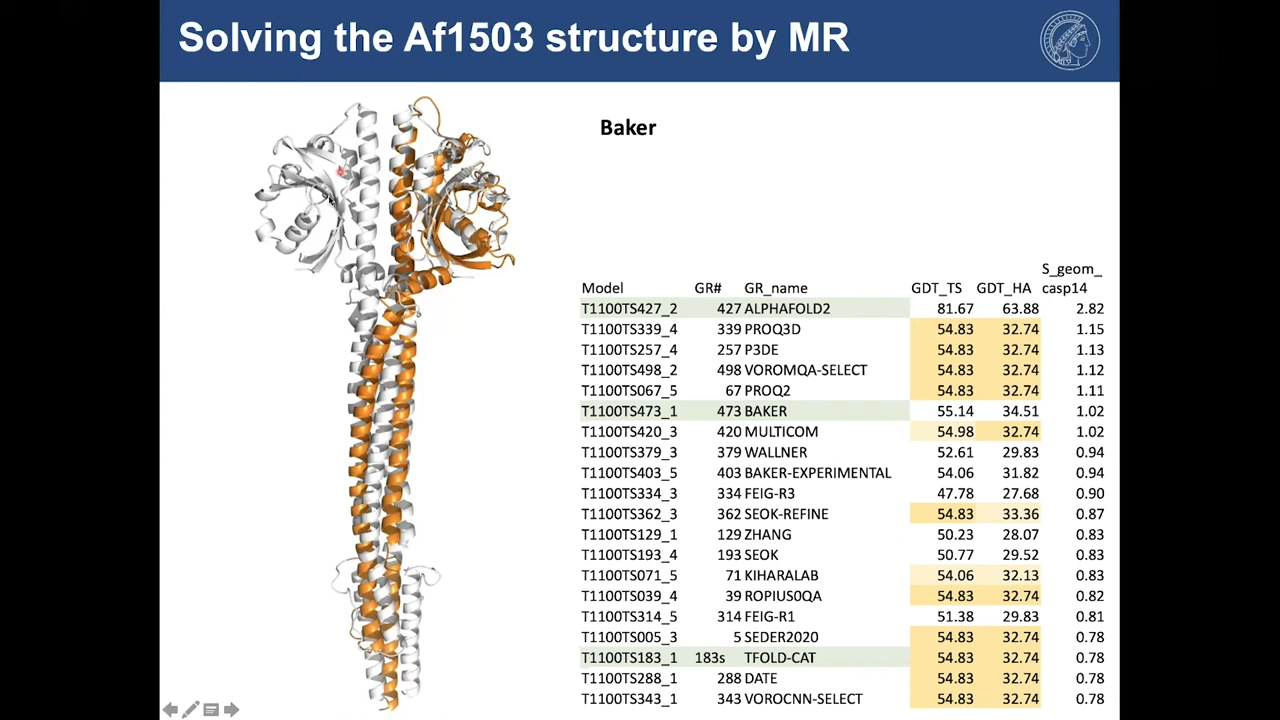 Solving the Af1503 structure by MR
Baker
S_geom_
Model GR# GR_name GDT_TS GDT_HA casp14
T1100TS427_2 427 ALPHAFOLD2 81.67 63.88 2.82
T1100TS339_4 339 PROQ3D 54.83 32.74 1.15
T1100TS257_4 257 P3DE 54.83 32.74 1.13
T1100TS498_2 498 VOROMQA-SELECT 54.83 32.74 1.12
T1100TS067_5 67 PROQ2 54.83 32.74 1.11
T1100TS473_1 473 BAKER 55.14 34.51 1.02
T1100TS420_3 420 MULTICOM 54.98 32.74 1.02
T1100TS379_3 379 WALLNER 52.61 29.83 0.94
T1100TS403_5 403 BAKER-EXPERIMENTAL 54.06 31.82 0.94
T1100TS334_3 334 FEIG-R3 47.78 27.68 0.90
T1100TS362_3 362 SEOK-REFINE 54.83 33.36 0.87
T1100TS129_1 129 ZHANG 50.23 28.07 0.83
T1100TS193_4 193 SEOK 50.77 29.52 0.83
T1100TS071_5 71 KIHARALAB 54.06 32.13 0.83
T1100TS039_4 39 ROPIUS0QA 54.83 32.74 0.82
T1100TS314_5 314 FEIG-R1 51.38 29.83 0.81
T1100TS005_3 5 SEDER2020 54.83 32.74 0.78
T1100TS183_1 183s TFOLD-CAT 54.83 32.74 0.78
T1100TS288_1 288 DATE 54.83 32.74 0.78
T1100TS343_1 343 VOROCNN-SELECT 54.83 32.74 0.78